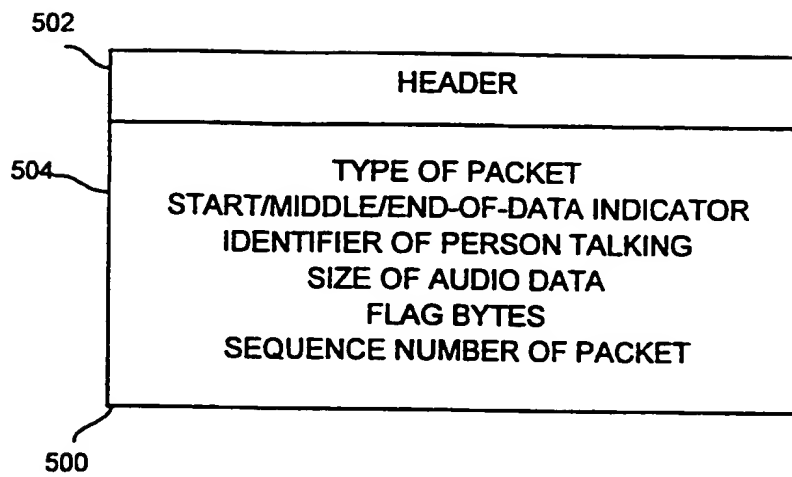 502
HEADER
504
TYPE OF PACKET
START/MIDDLE/END-OF-DATA INDICATOR
IDENTIFIER OF PERSON TALKING
SIZE OF AUDIO DATA
FLAG BYTES
SEQUENCE NUMBER OF PACKET
500